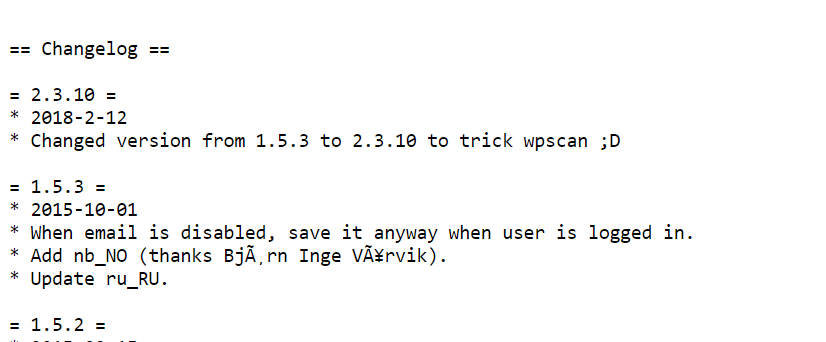 == Changelog ==
= 2.3.10 =
* 2018-2-12
* Changed version from 1.5.3 to 2.3.10 to trick wpscan ;D
= 1.5.3 =
* 2015-10-01
* When email is disabled, save it anyway when user is logged in.
* Add nb_NO (thanks BjÃ¸rn Inge VÃ¥rvik).
* Update ru_RU.
= 1.5.2 =